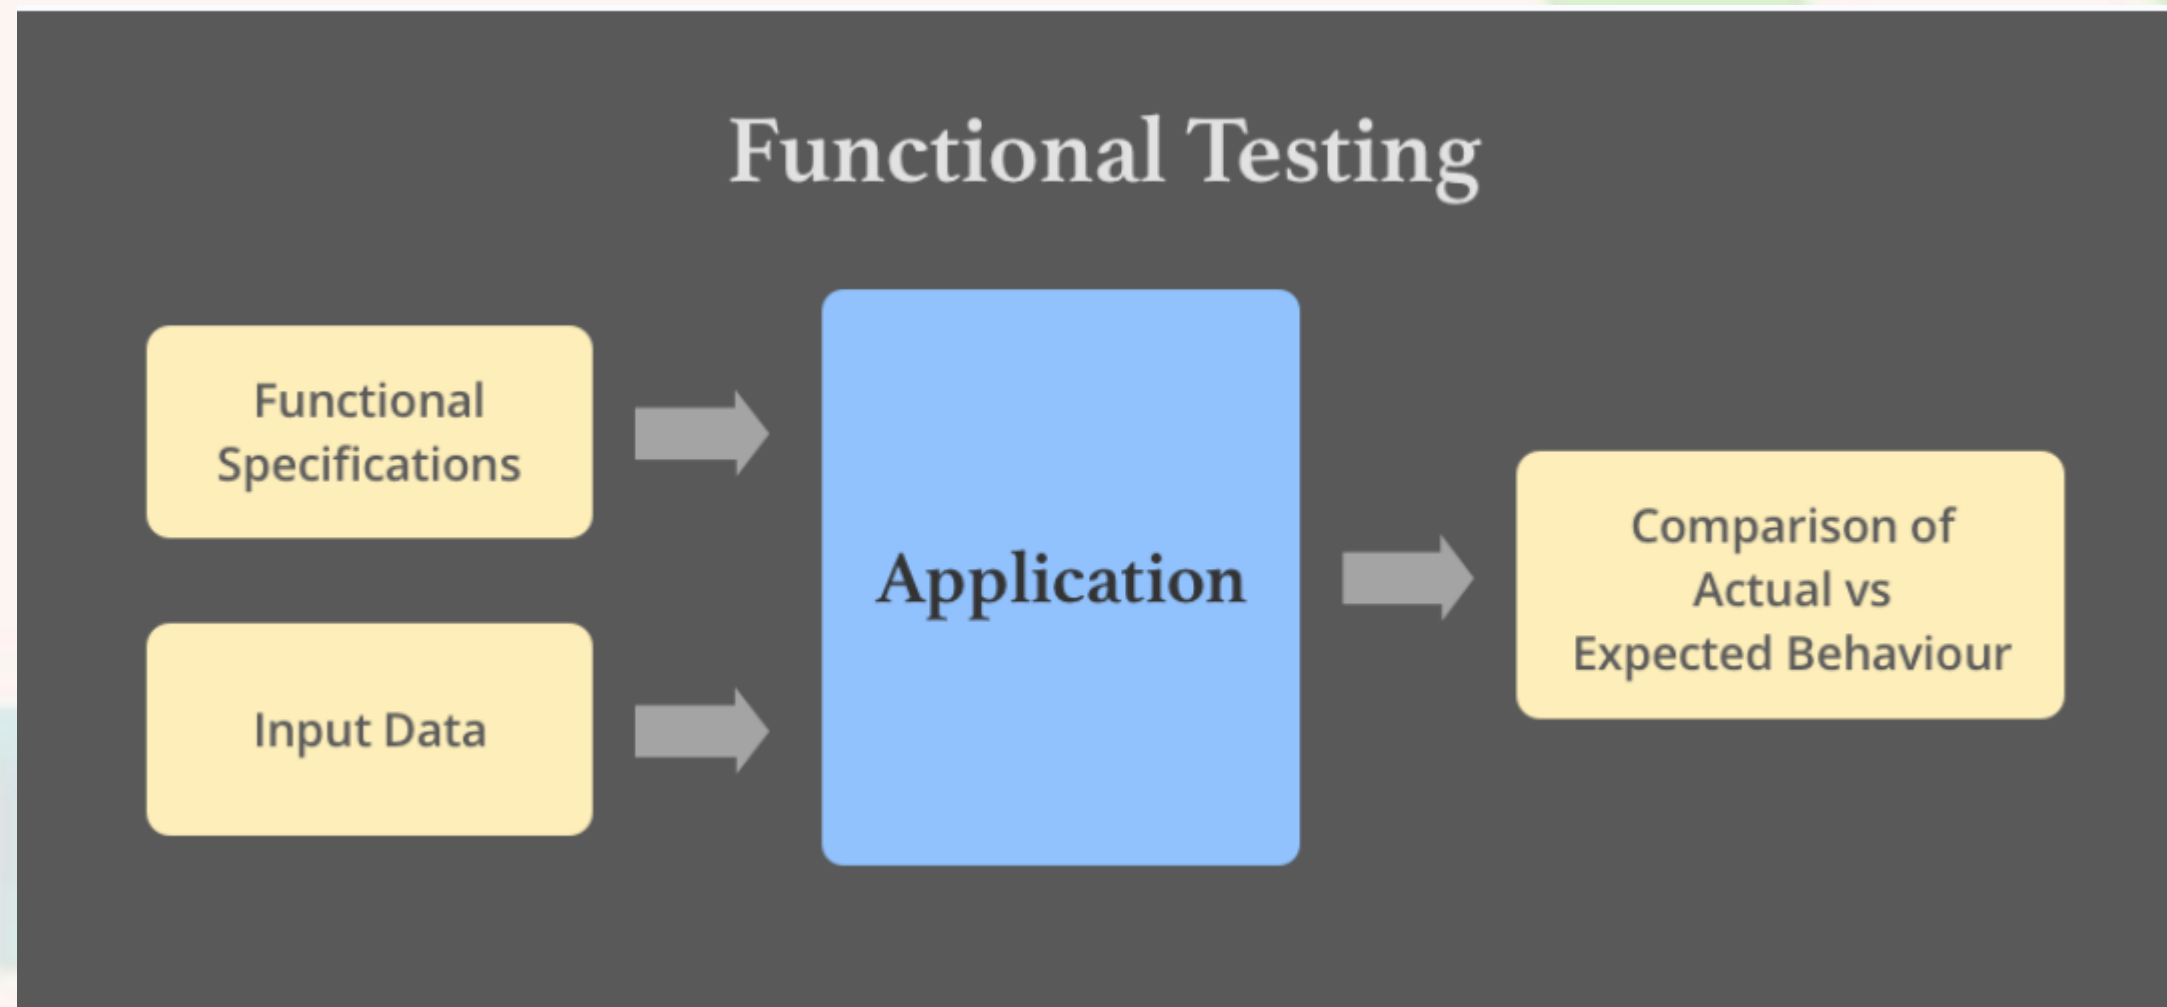 Functional Testing
Functional
Specifications
Input Data
Application
Comparison of
Actual vs
Expected Behaviour